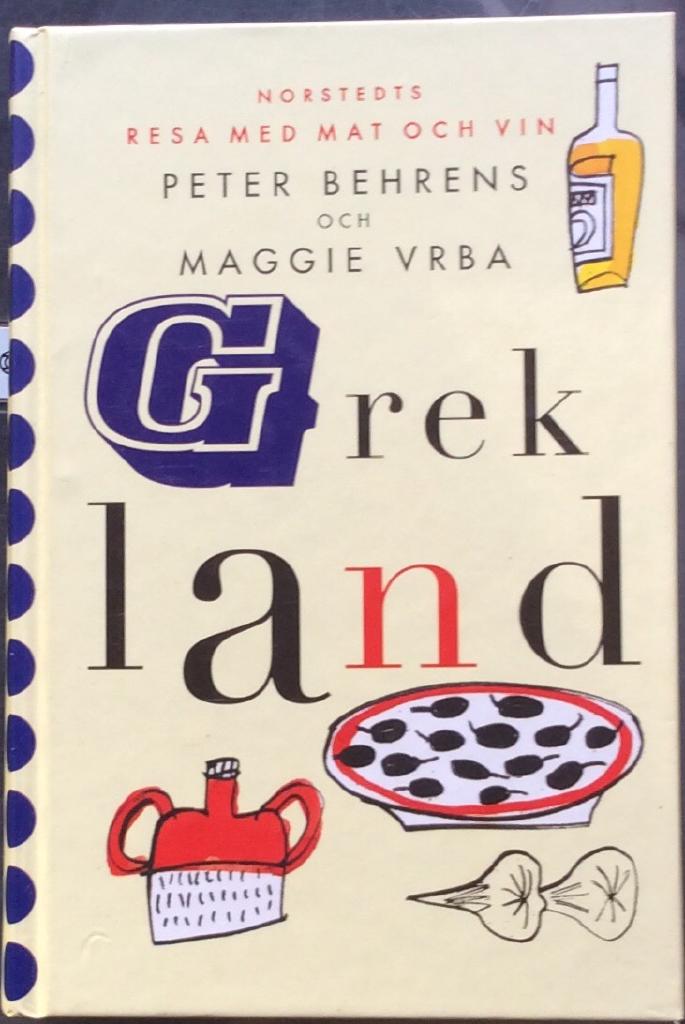 NORSTEDTS
RESA MED MAT OCH VIN
PETER BEHRENS
OCH
MAGGIE VRBA
Grek
land